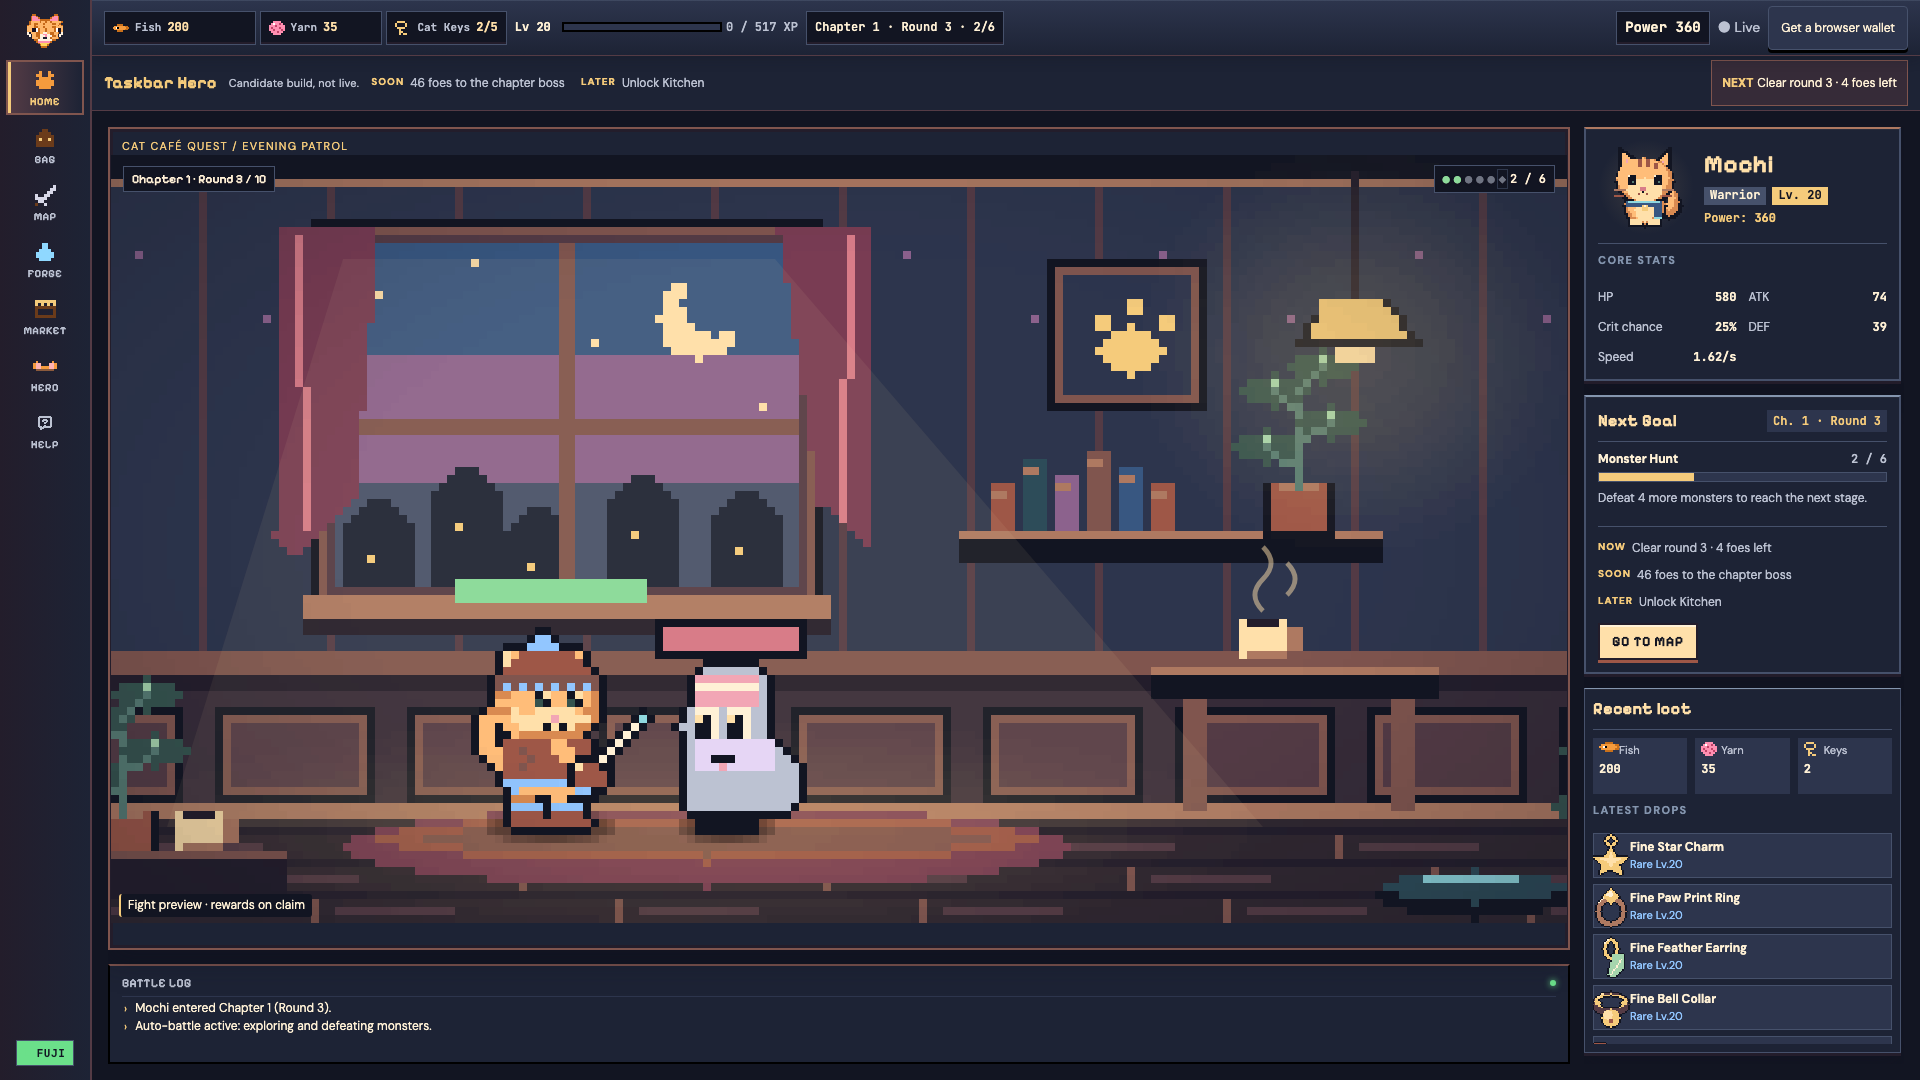 Fish 200
Yarn 35
Cat Keys 2/5
Lv 20
0 / 517 XP
Chapter 1 · Round 3 · 2/6
Power 360
Live
Get a browser wallet
Taskbar Hero
Candidate build, not live.
SOON 46 foes to the chapter boss
LATER Unlock Kitchen
NEXT Clear round 3 · 4 foes left
HOME
BAG
MAP
FORGE
MARKET
HERO
HELP
FUJI
CAT CAFÉ QUEST / EVENING PATROL
Chapter 1 · Round 3 / 10
2 / 6
Fight preview · rewards on claim
BATTLE LOG
› Mochi entered Chapter 1 (Round 3).
› Auto-battle active: exploring and defeating monsters.
Mochi
Warrior Lv. 20
Power: 360
CORE STATS
HP 580 ATK 74
Crit chance 25% DEF 39
Speed 1.62/s
Next Goal
Ch. 1 · Round 3
Monster Hunt 2 / 6
Defeat 4 more monsters to reach the next stage.
NOW Clear round 3 · 4 foes left
SOON 46 foes to the chapter boss
LATER Unlock Kitchen
GO TO MAP
Recent loot
Fish Yarn Keys
200 35 2
LATEST DROPS
Fine Star Charm
Rare Lv.20
Fine Paw Print Ring
Rare Lv.20
Fine Feather Earring
Rare Lv.20
Fine Bell Collar
Rare Lv.20